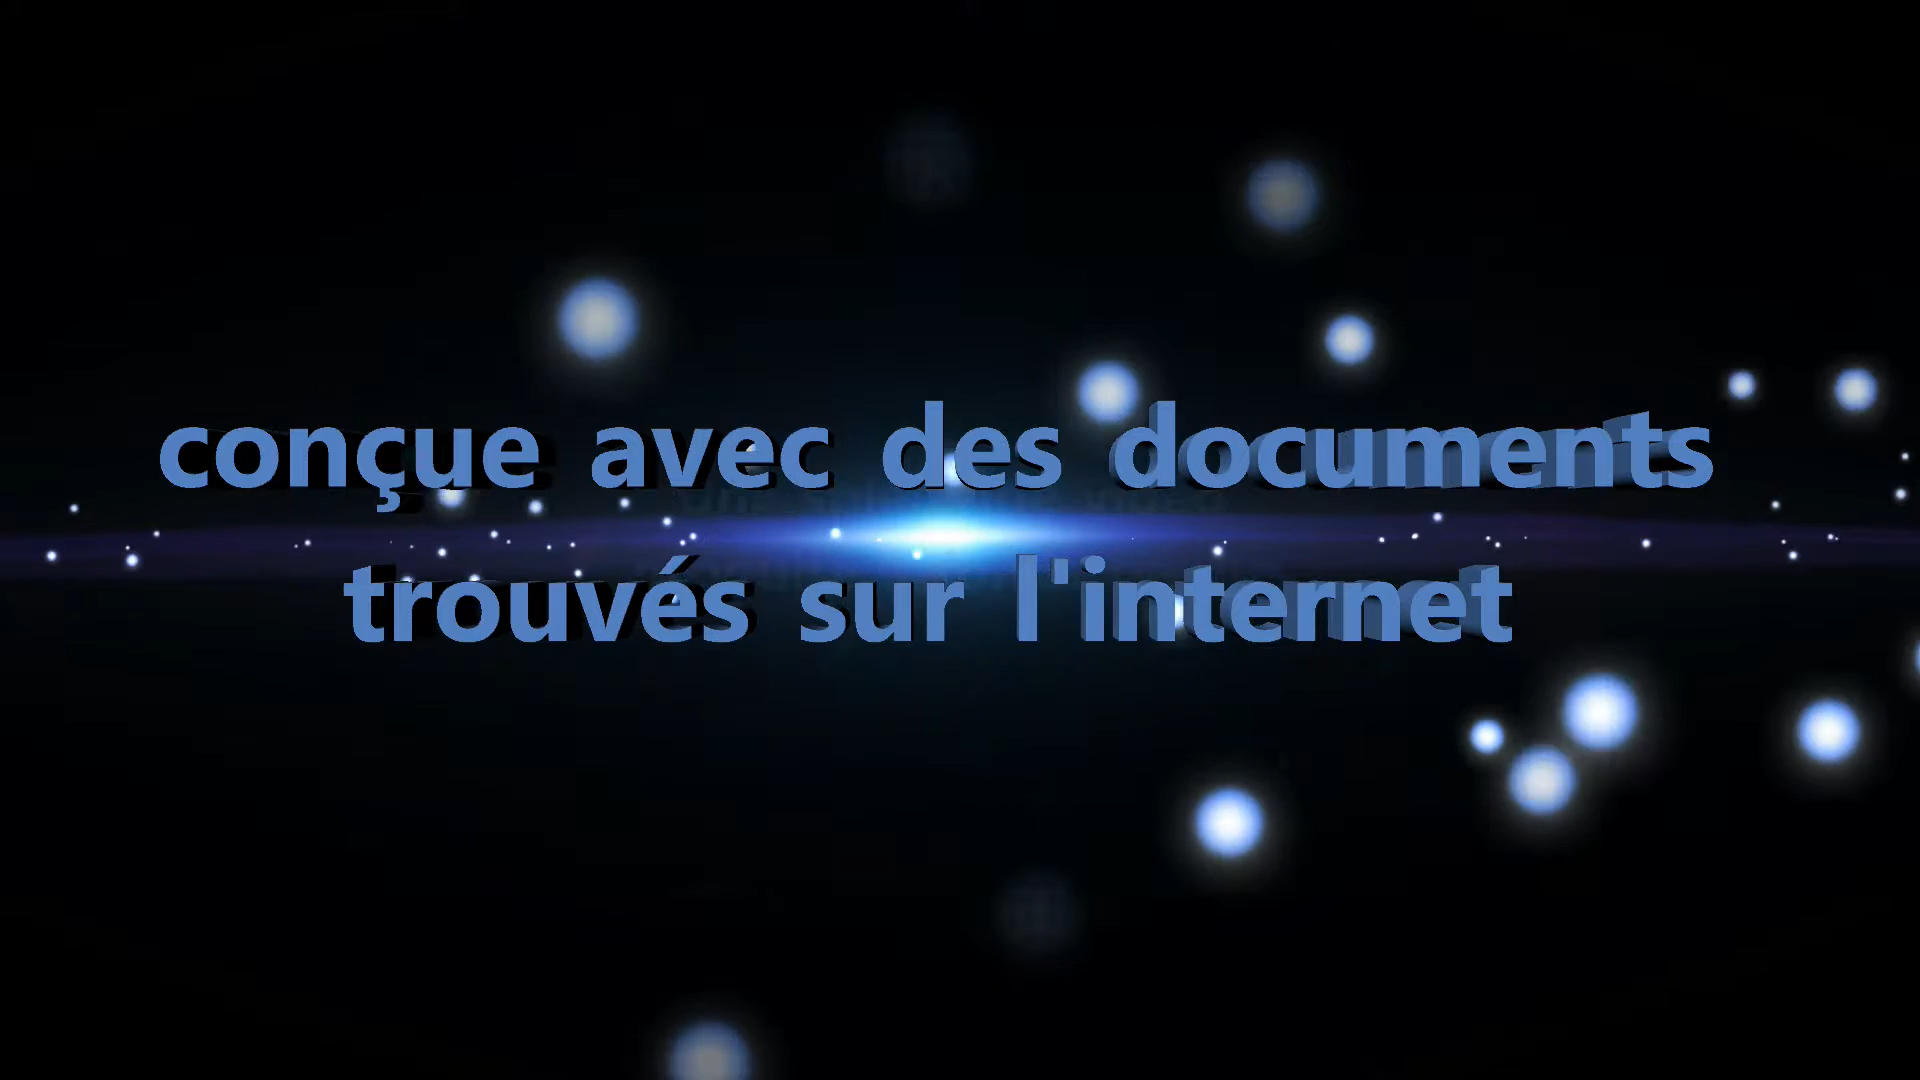 conçue avec des documents
trouvés sur l'internet